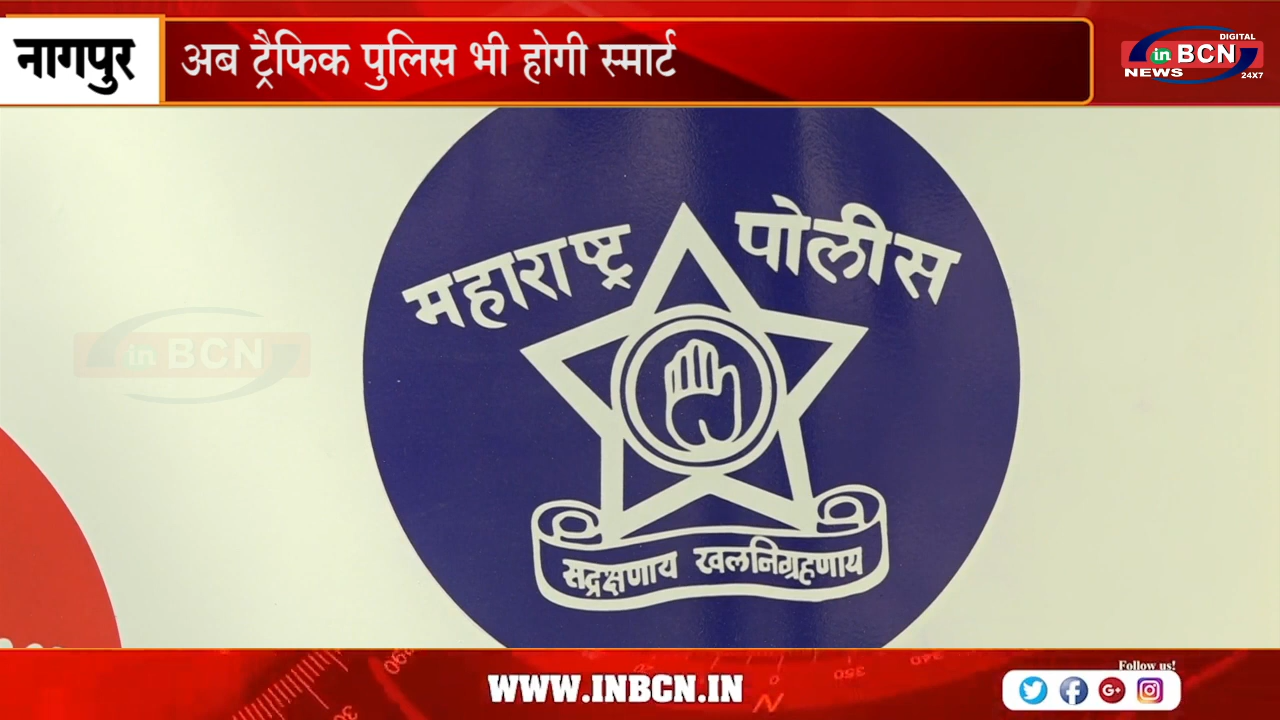 नागपुर
अब ट्रैफिक पुलिस भी होगी स्मार्ट
DIGITAL
in BCN
NEWS
24X7
महाराष्ट्र पोलीस
in BCN
सद्रक्षणाय खलनिग्रहणाय
WWW.INBCN.IN
Follow us!